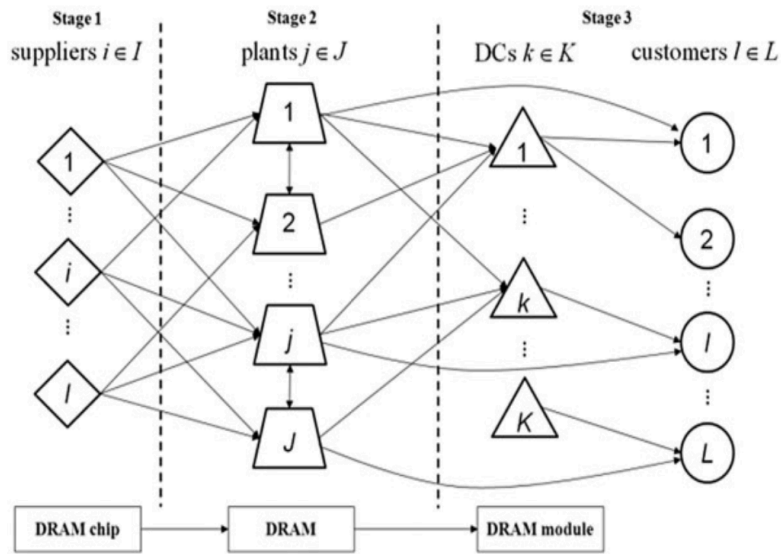 Stage 1
Stage 2
Stage 3
suppliers i ∈ I
plants j ∈ J
DCs k ∈ K
customers l ∈ L
1
⋮
i
⋮
I
1
2
⋮
j
J
1
⋮
k
⋮
K
1
2
⋮
l
⋮
L
DRAM chip
DRAM
DRAM module